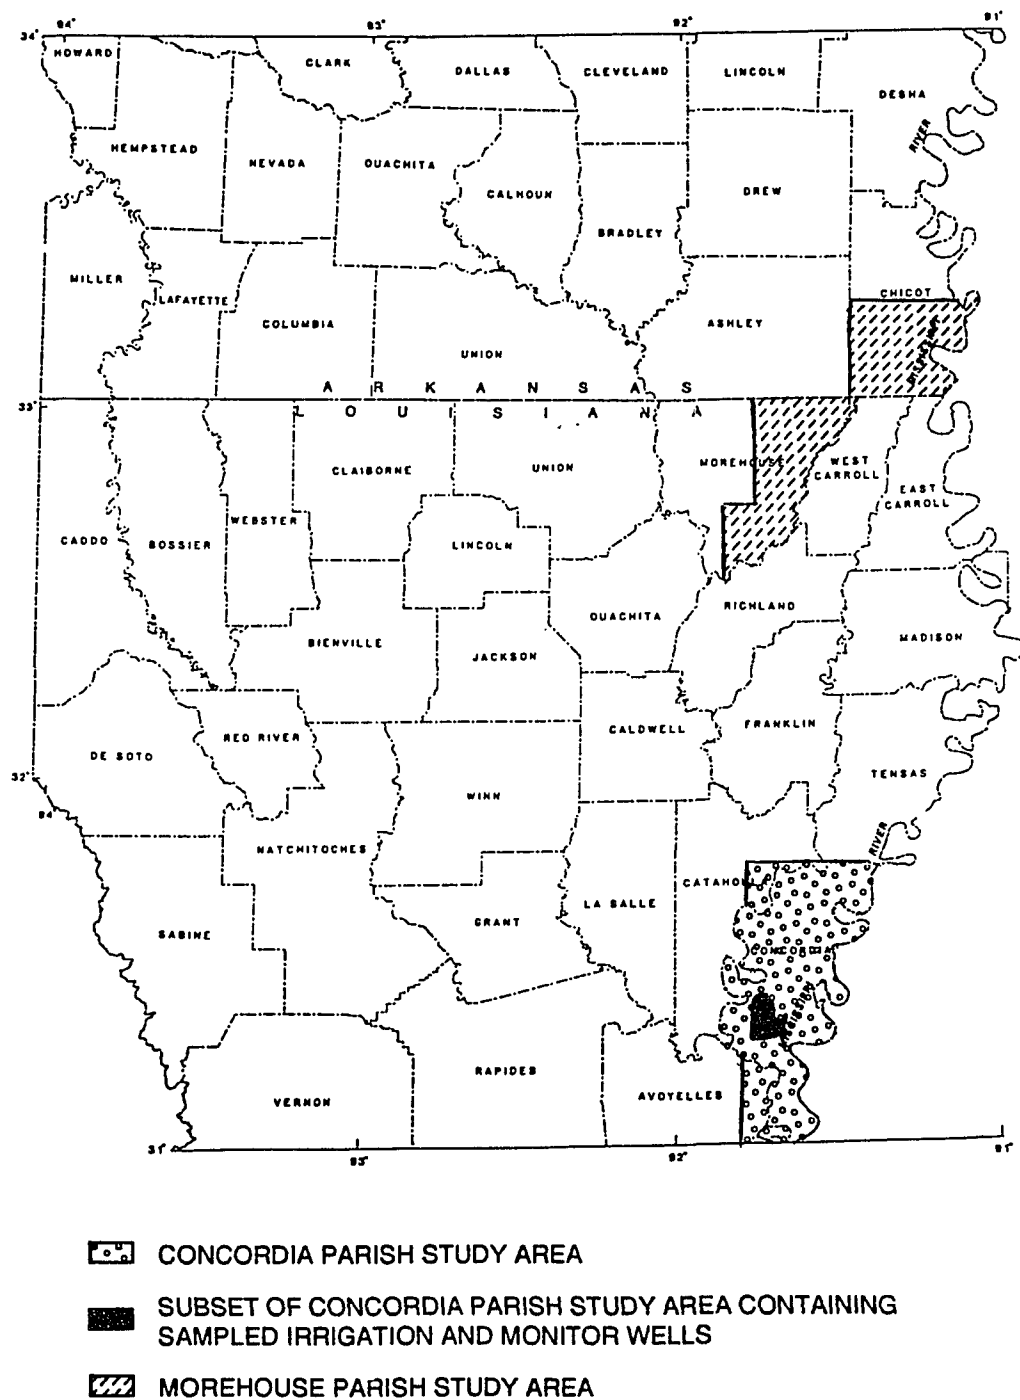 34° 94° 93° 92° 91°
HOWARD
CLARK
DALLAS
CLEVELAND
LINCOLN
DESHA
RIVER
HEMPSTEAD
NEVADA
OUACHITA
CALHOUN
DREW
BRADLEY
MILLER
LAFAYETTE
CHICOT
COLUMBIA
ASHLEY
UNION
ARKANSAS
33°
LOUISIANA
CLAIBORNE
UNION
MOREHOUSE
WEST
CARROLL
EAST
CARROLL
WEBSTER
CADDO
BOSSIER
LINCOLN
OUACHITA
RICHLAND
BIENVILLE
JACKSON
MADISON
RED RIVER
CALDWELL
FRANKLIN
DE SOTO
32°
94°
WINN
TENSAS
RIVER
NATCHITOCHES
CATAHOU
LA SALLE
GRANT
SABINE
CONCORDIA
RAPIDES
AVOYELLES
VERNON
31° 93° 92° 91°
CONCORDIA PARISH STUDY AREA
SUBSET OF CONCORDIA PARISH STUDY AREA CONTAINING
SAMPLED IRRIGATION AND MONITOR WELLS
MOREHOUSE PARISH STUDY AREA